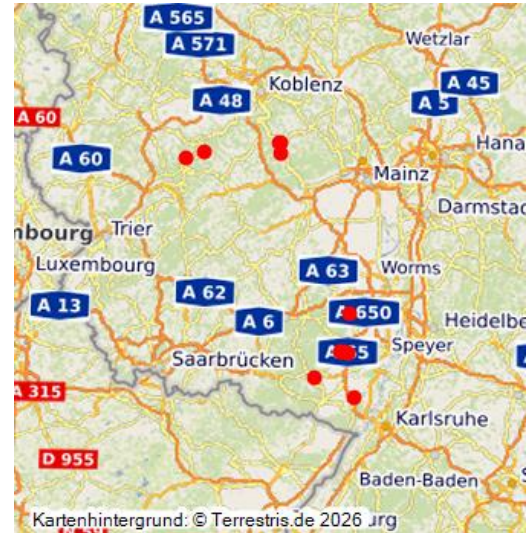 A 565
A 571
Wetzlar
Koblenz
A 45
A 48
A 5
A 60
A 60
Hana
Mainz
Darmstad
Trier
mbourg
Luxembourg
A 63
Worms
A 62
A 13
A 650
A 6
Heidelbe
Speyer
Saarbrücken
A 315
Karlsruhe
D 955
Baden-Baden
Kartenhintergrund: © Terrestris.de 2026
urg